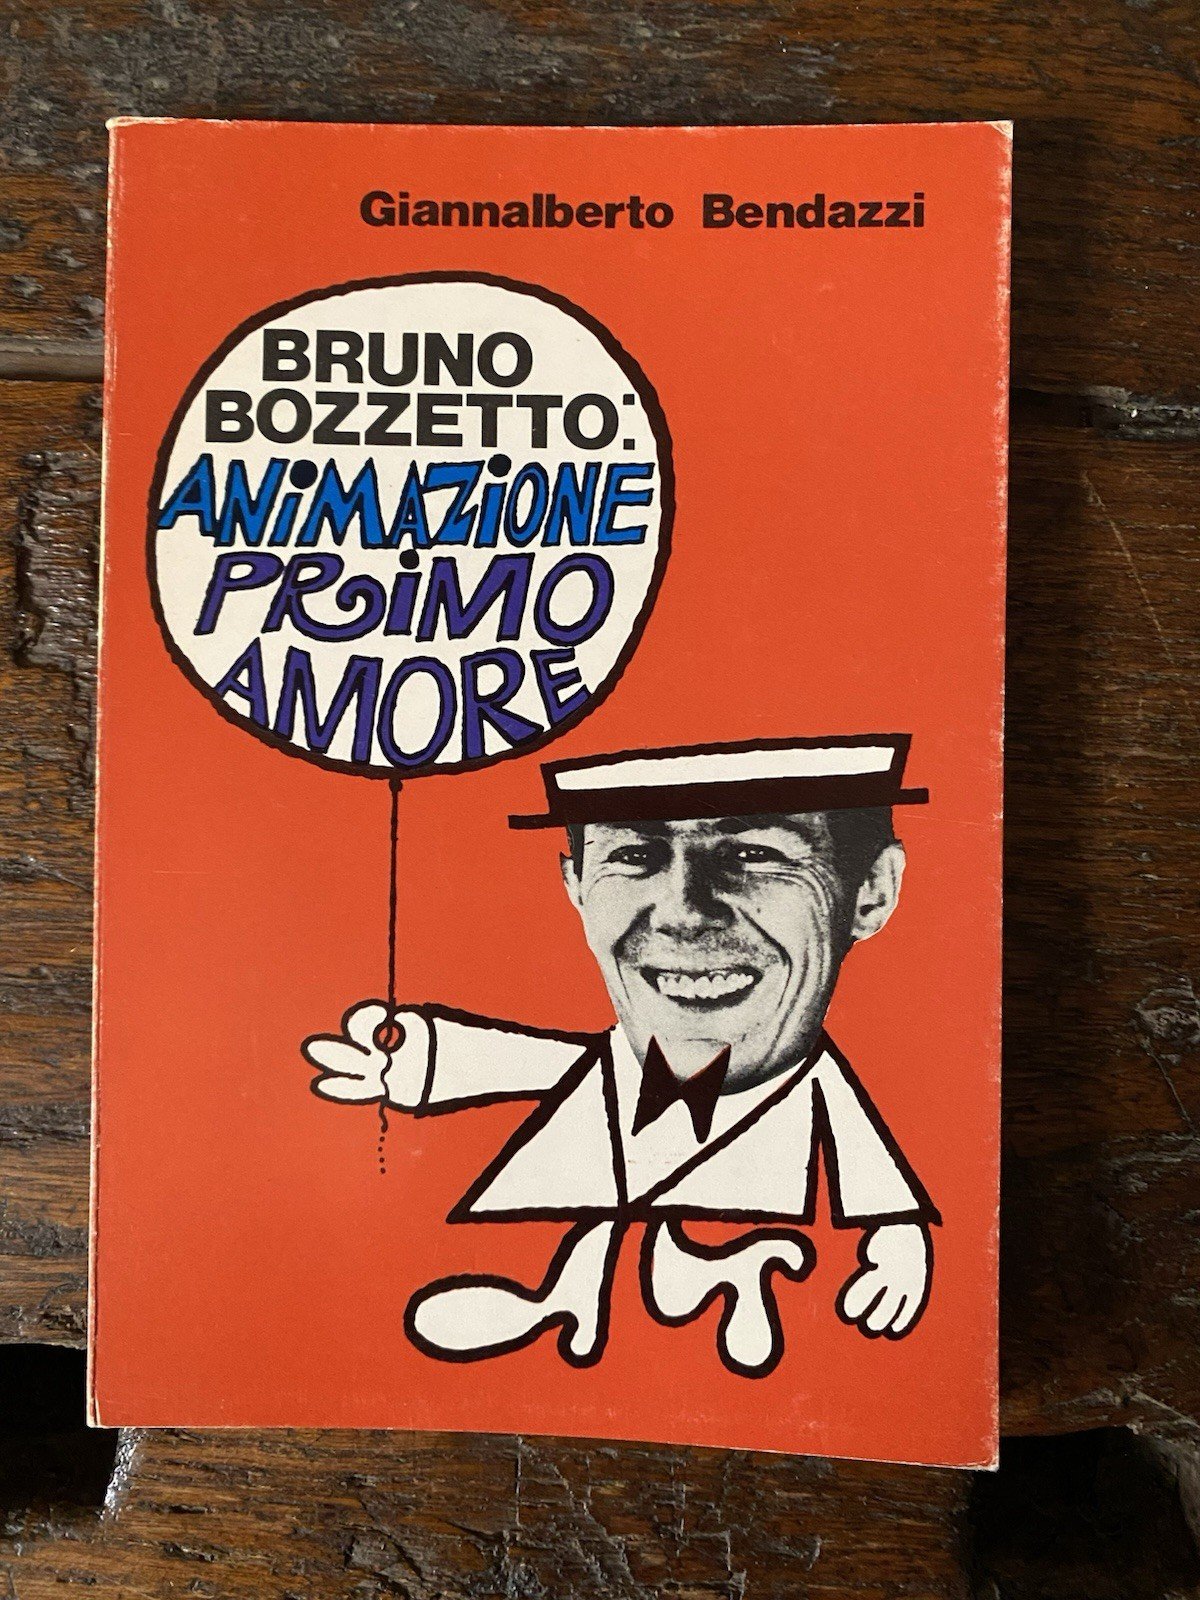 Giannalberto Bendazzi
BRUNO
BOZZETTO:
ANiMAZiONE
PRiMO
AMORE